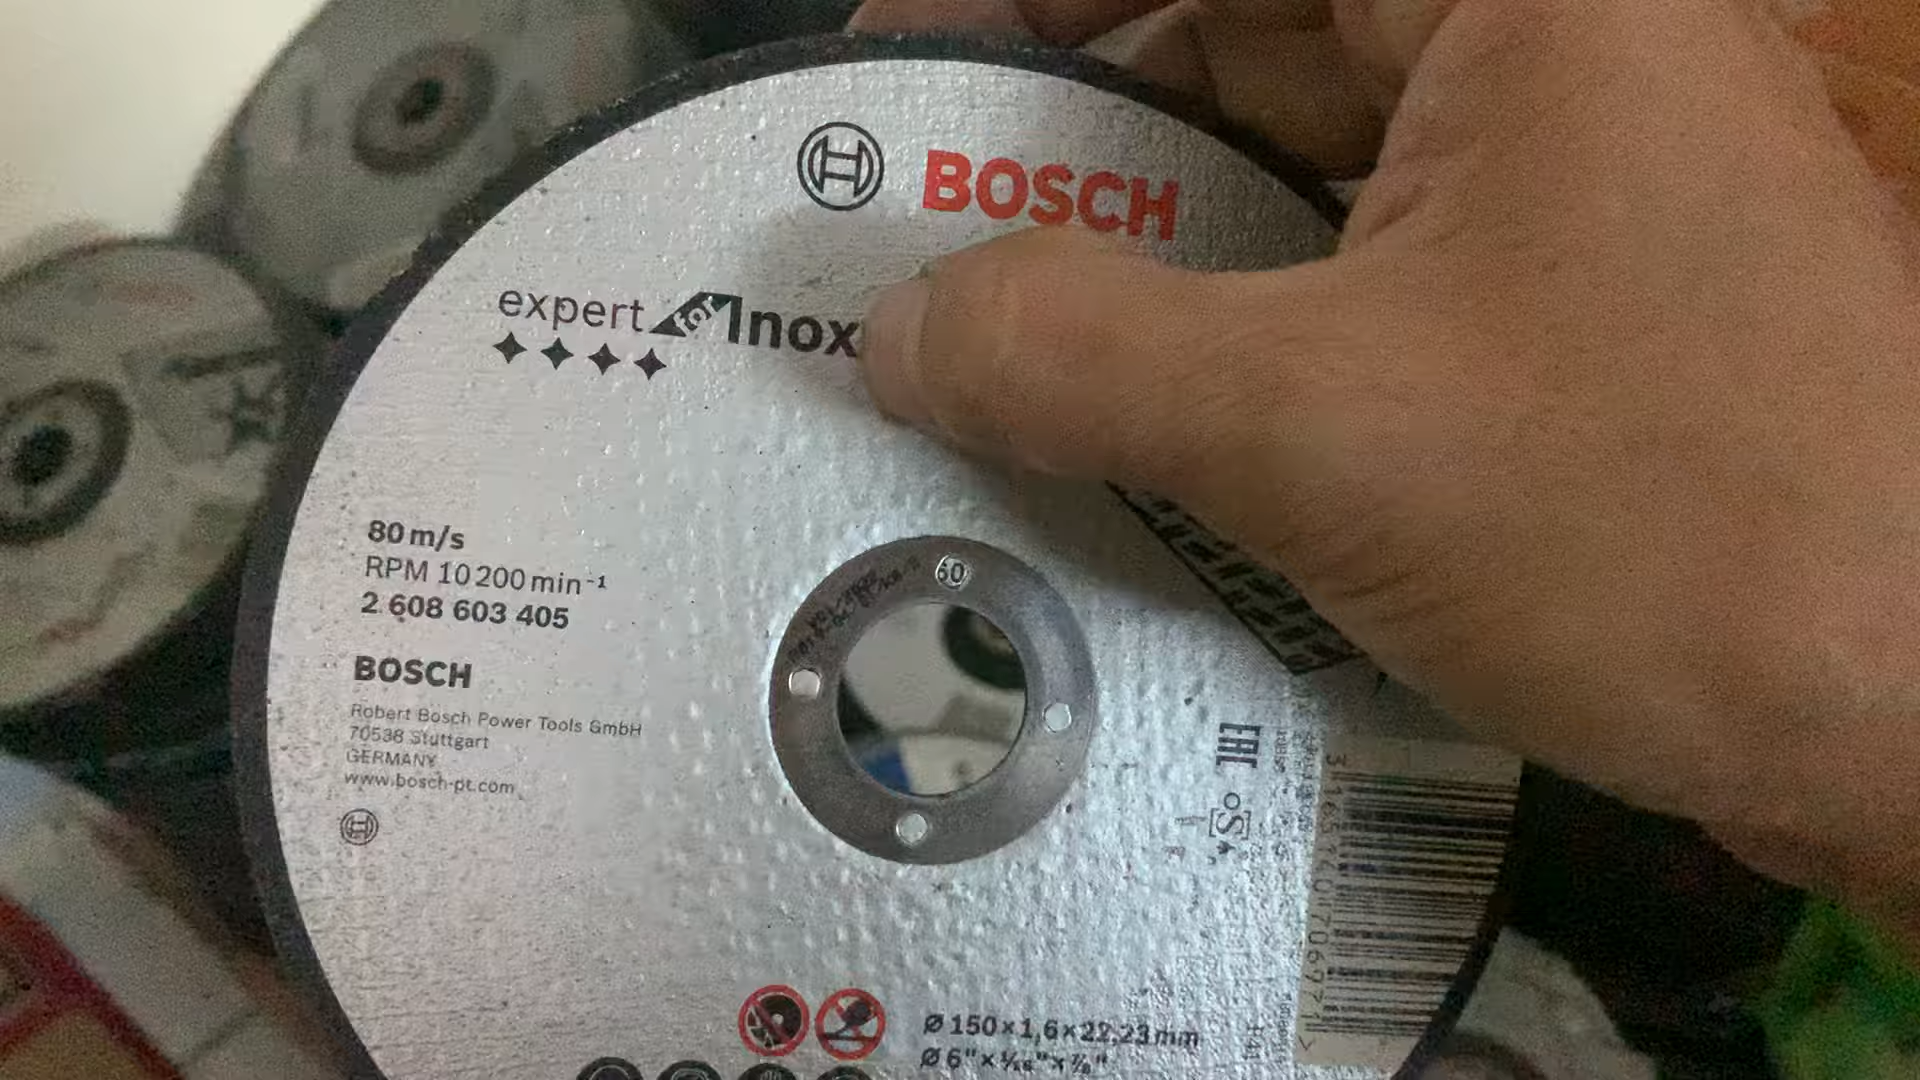 BOSCH
expert for Inox
80 m/s
RPM 10 200 min⁻¹
2 608 603 405
BOSCH
Robert Bosch Power Tools GmbH
70538 Stuttgart
GERMANY
www.bosch-pt.com
60
EAC
Ø 150 x 1,6 x 22,23 mm
Ø 6" x 1/16" x 7/8"